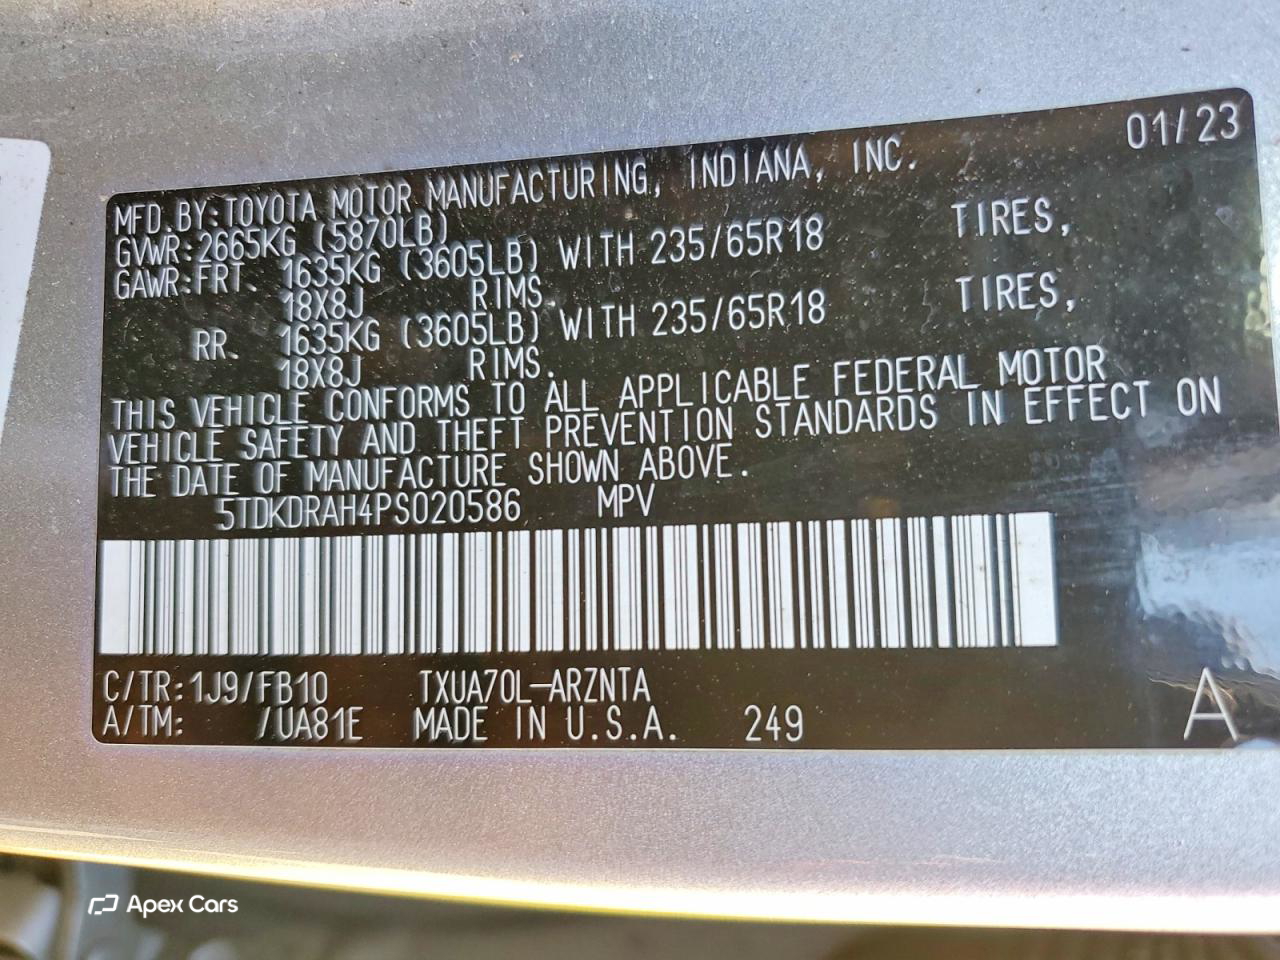 01/23
MFD.BY:TOYOTA MOTOR MANUFACTURING, INDIANA, INC.
GVWR:2665KG (5870LB)
GAWR:FRT. 1635KG (3605LB) WITH 235/65R18 TIRES,
18X8J RIMS.
RR. 1635KG (3605LB) WITH 235/65R18 TIRES,
18X8J RIMS.
THIS VEHICLE CONFORMS TO ALL APPLICABLE FEDERAL MOTOR
VEHICLE SAFETY AND THEFT PREVENTION STANDARDS IN EFFECT ON
THE DATE OF MANUFACTURE SHOWN ABOVE.
5TDKDRAH4PS020586 MPV
C/TR:1J9/FB10 TXUA70L-ARZNTA
A/TM: /UA81E MADE IN U.S.A. 249 A
Apex Cars